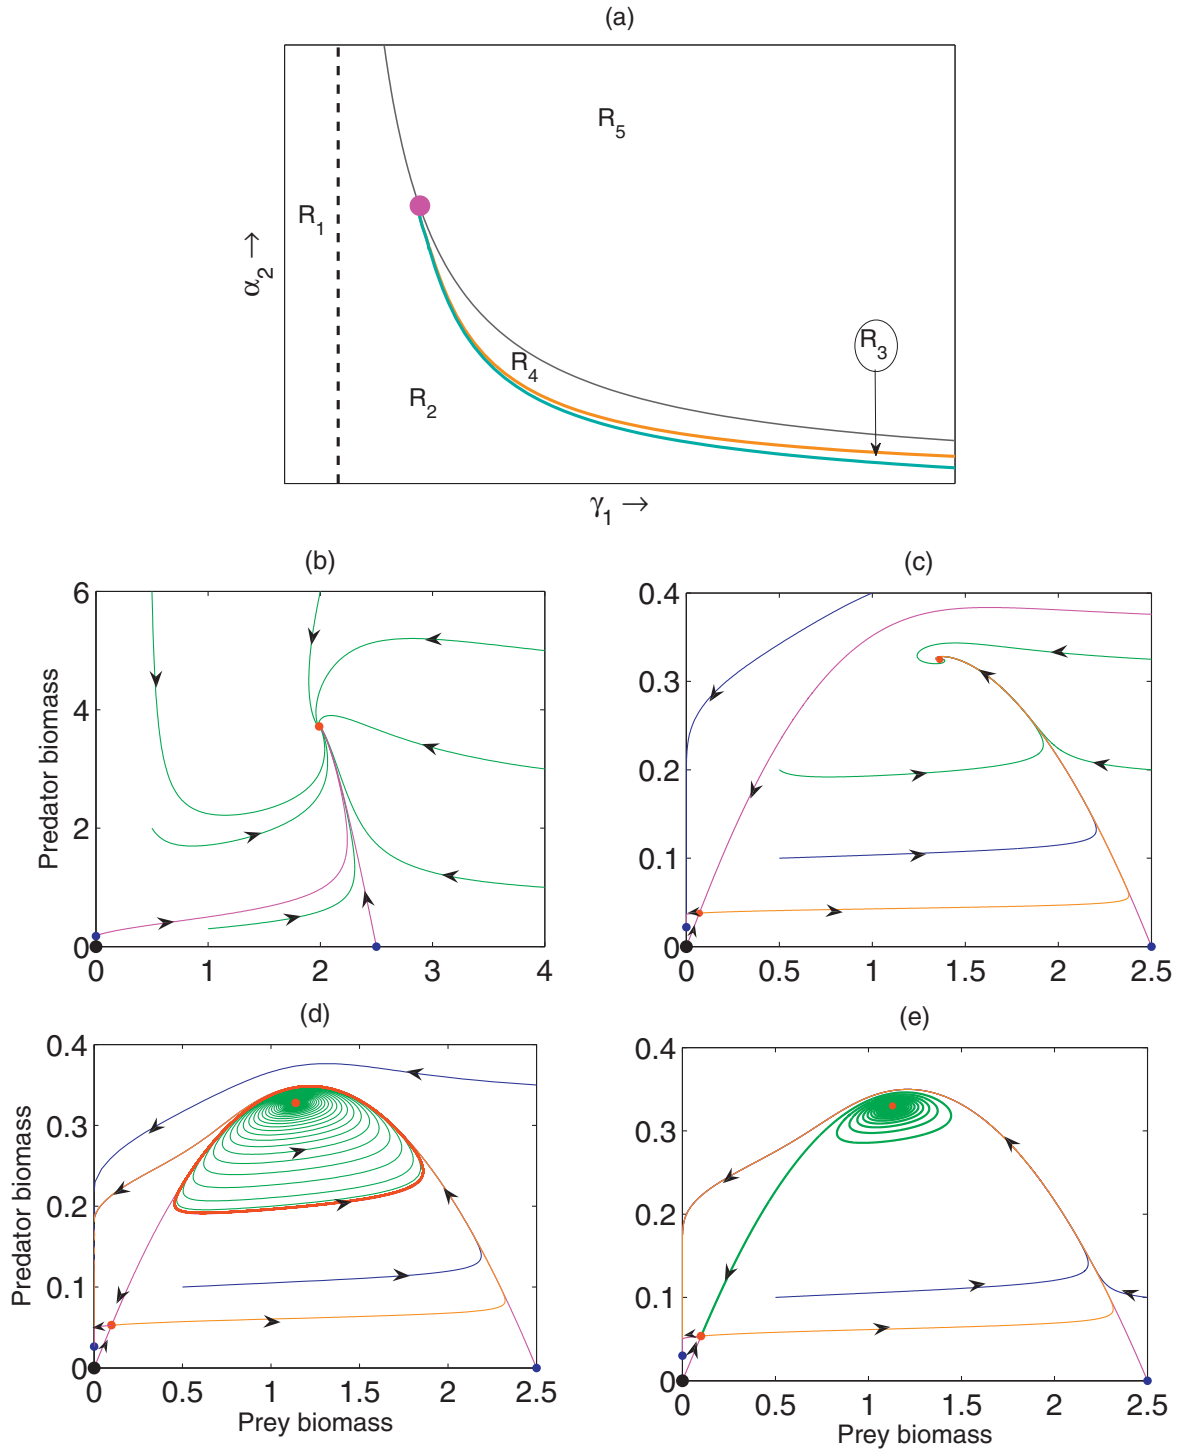 (a)
R5
R1
R3
R4
R2
α2 →
γ1 →
(b)
6
4
2
0
0 1 2 3 4
Predator biomass
(c)
0.4
0.3
0.2
0.1
0
0 0.5 1 1.5 2 2.5
(d)
0.4
0.3
0.2
0.1
0
0 0.5 1 1.5 2 2.5
Predator biomass
Prey biomass
(e)
0.4
0.3
0.2
0.1
0
0 0.5 1 1.5 2 2.5
Prey biomass